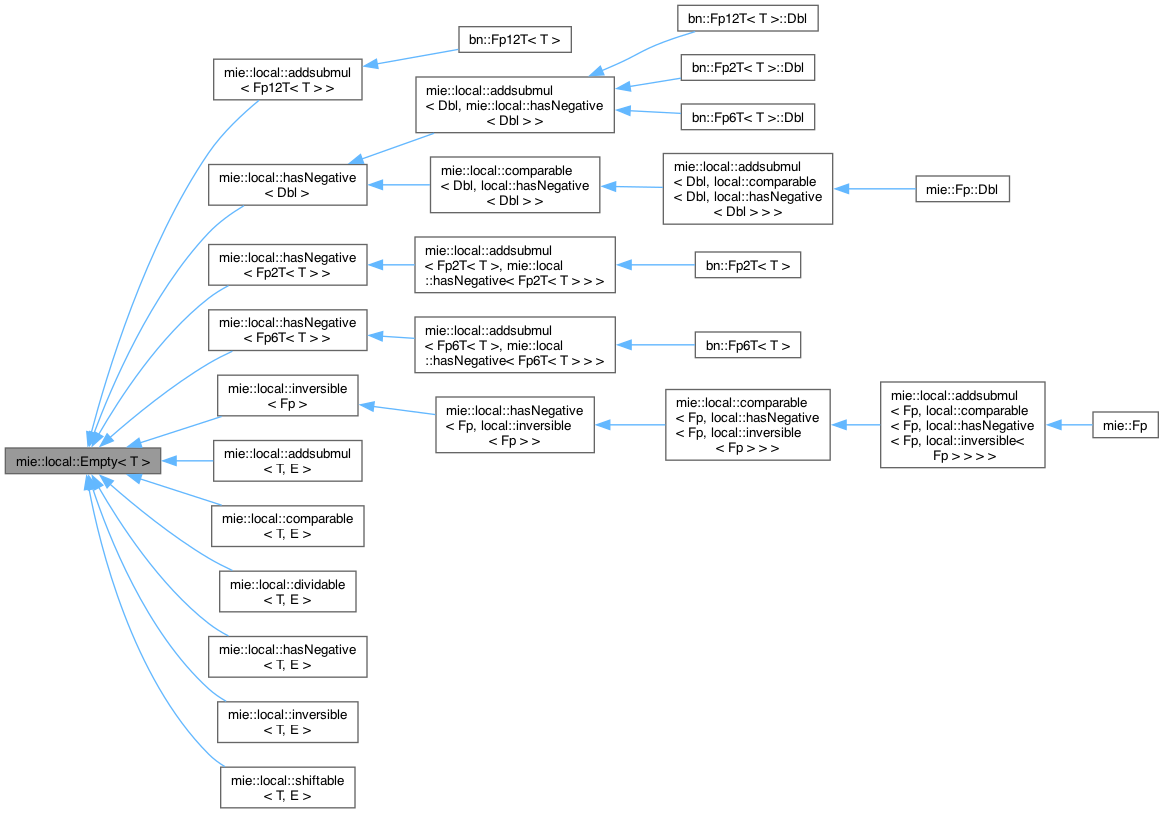 bn::Fp12T< T >::Dbl
bn::Fp12T< T >
mie::local::addsubmul
< Fp12T< T > >
bn::Fp2T< T >::Dbl
mie::local::addsubmul
< Dbl, mie::local::hasNegative
< Dbl > >
bn::Fp6T< T >::Dbl
mie::local::hasNegative
< Dbl >
mie::local::comparable
< Dbl, local::hasNegative
< Dbl > >
mie::local::addsubmul
< Dbl, local::comparable
< Dbl, local::hasNegative
< Dbl > > >
mie::Fp::Dbl
mie::local::hasNegative
< Fp2T< T > >
mie::local::addsubmul
< Fp2T< T >, mie::local
::hasNegative< Fp2T< T > > >
bn::Fp2T< T >
mie::local::hasNegative
< Fp6T< T > >
mie::local::addsubmul
< Fp6T< T >, mie::local
::hasNegative< Fp6T< T > > >
bn::Fp6T< T >
mie::local::inversible
< Fp >
mie::local::hasNegative
< Fp, local::inversible
< Fp > >
mie::local::comparable
< Fp, local::hasNegative
< Fp, local::inversible
< Fp > > >
mie::local::addsubmul
< Fp, local::comparable
< Fp, local::hasNegative
< Fp, local::inversible<
Fp > > > >
mie::Fp
mie::local::Empty< T >
mie::local::addsubmul
< T, E >
mie::local::comparable
< T, E >
mie::local::dividable
< T, E >
mie::local::hasNegative
< T, E >
mie::local::inversible
< T, E >
mie::local::shiftable
< T, E >